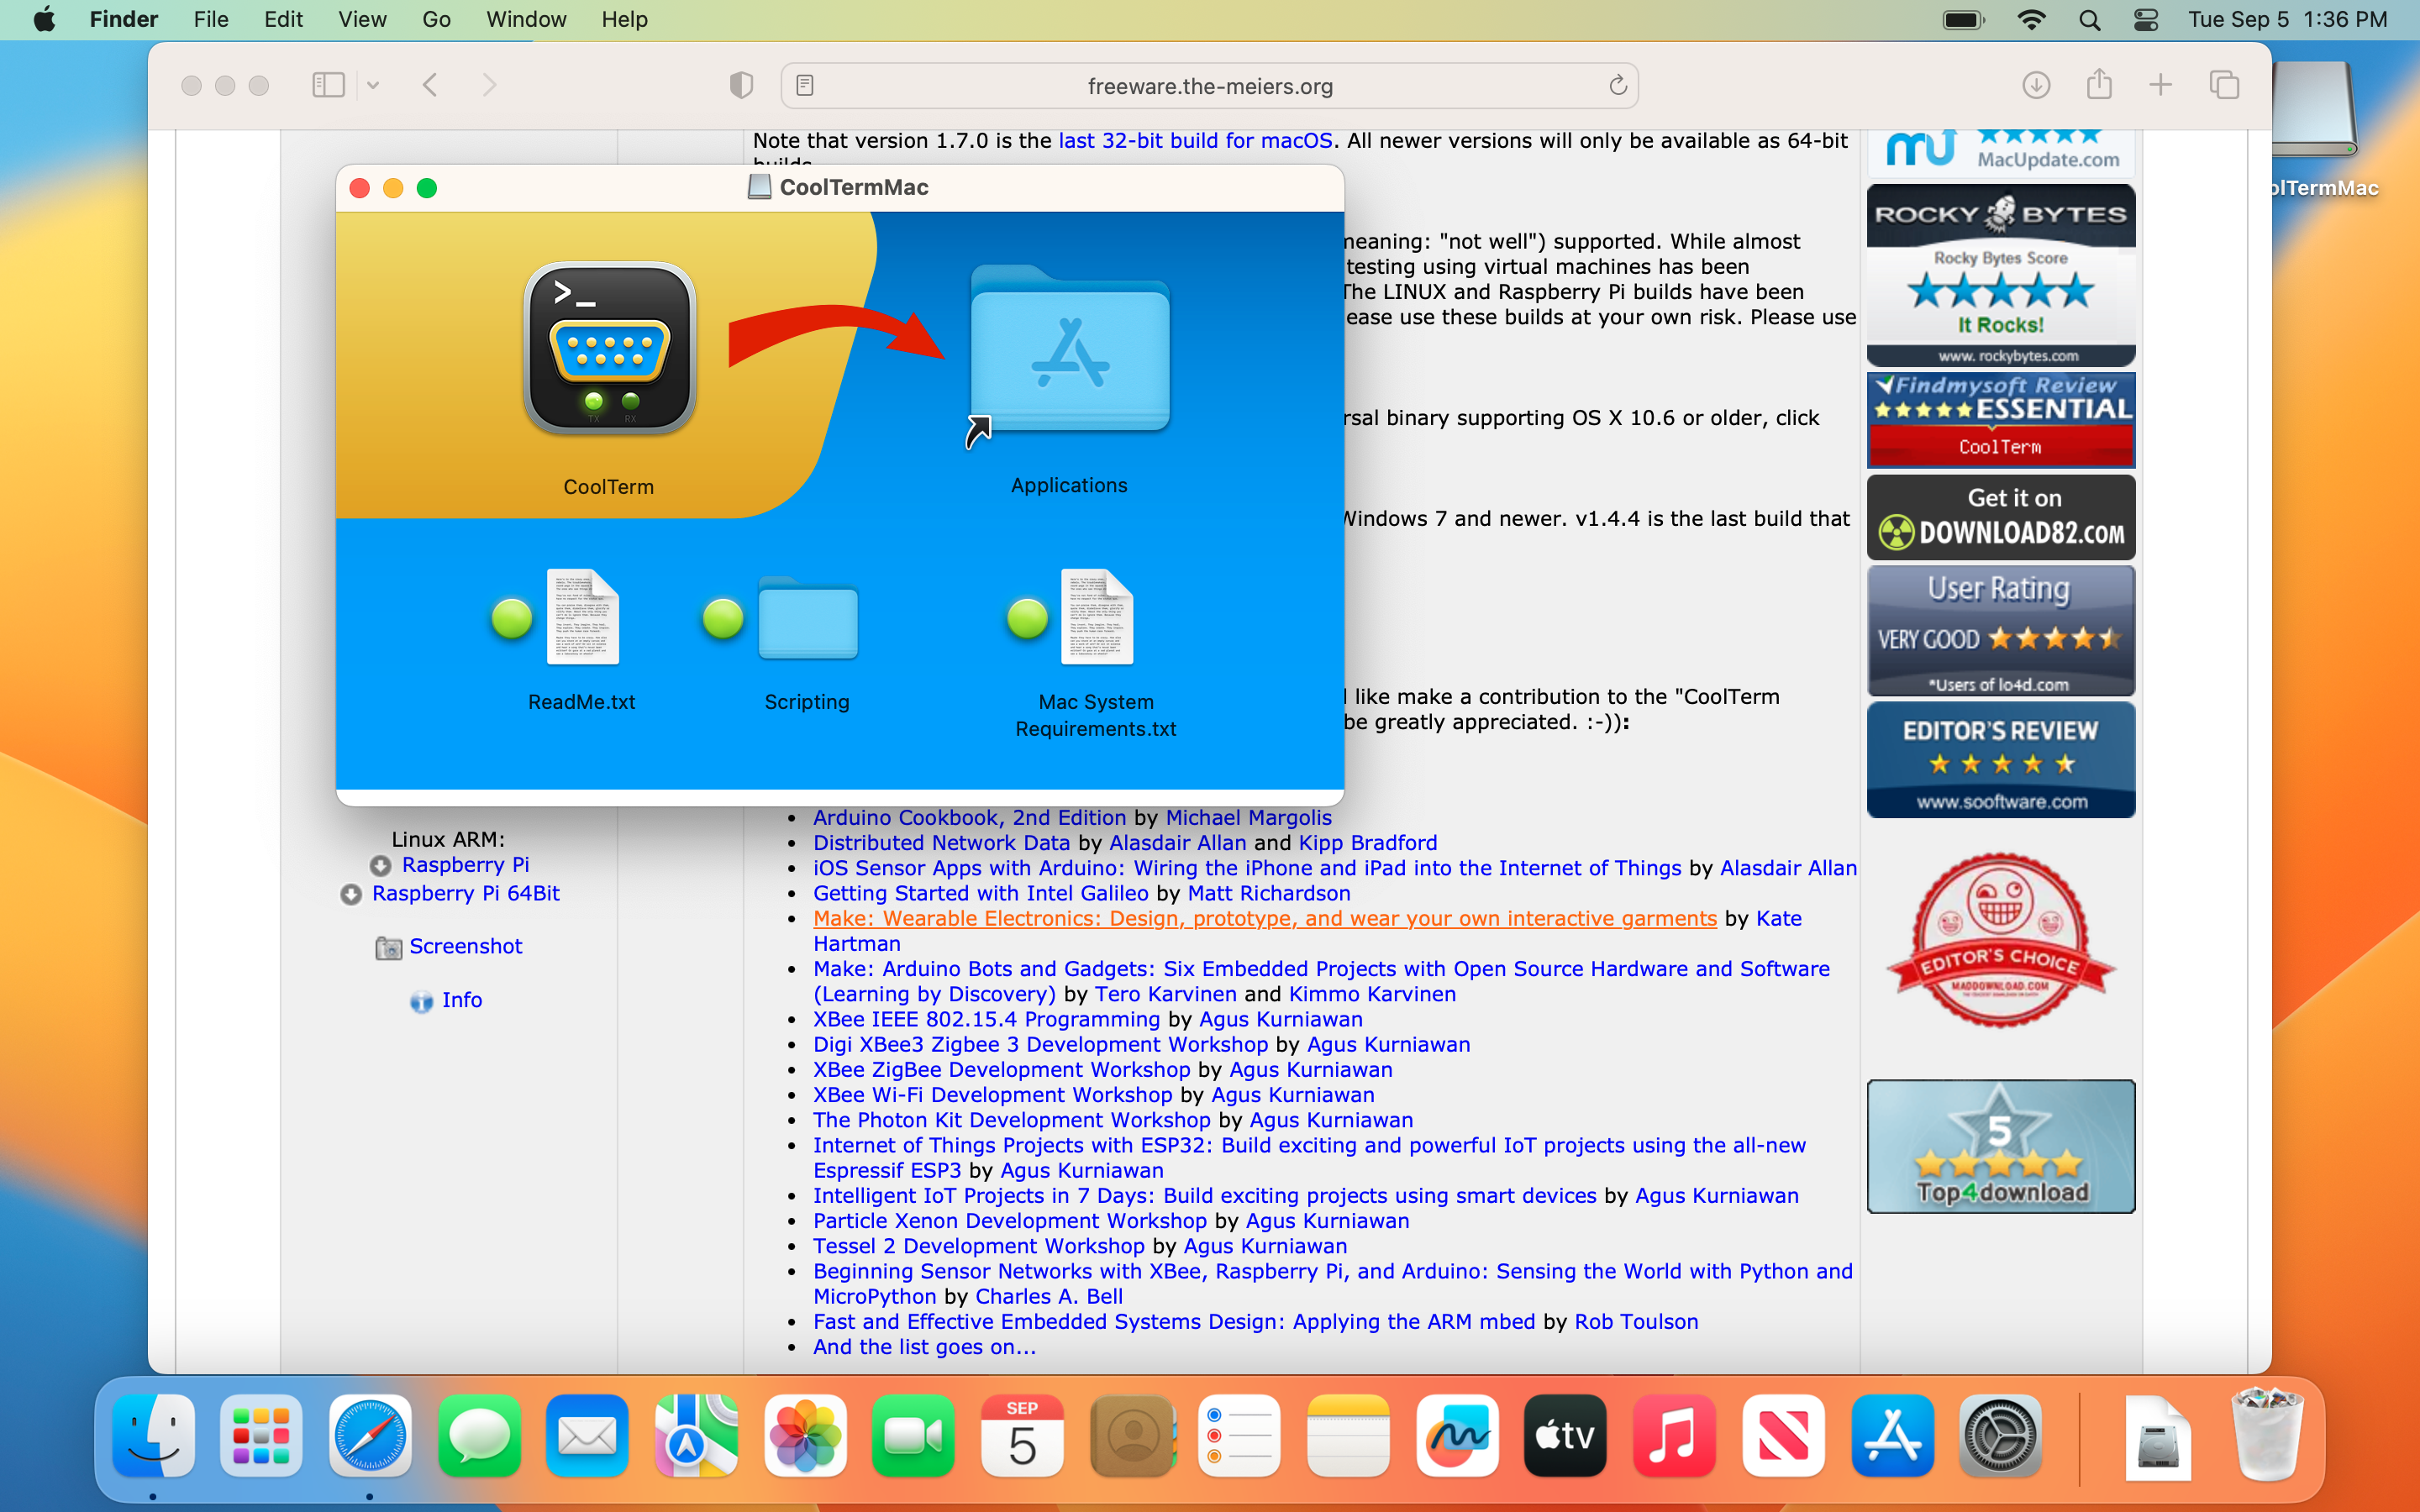 Finder File Edit View Go Window Help Tue Sep 5 1:36 PM
freeware.the-meiers.org
Note that version 1.7.0 is the last 32-bit build for macOS. All newer versions will only be available as 64-bit
CoolTermMac
>_
TX RX
CoolTerm
Applications
ReadMe.txt
Scripting
Mac System
Requirements.txt
meaning: "not well") supported. While almost
testing using virtual machines has been
The LINUX and Raspberry Pi builds have been
ease use these builds at your own risk. Please use
rsal binary supporting OS X 10.6 or older, click
Windows 7 and newer. v1.4.4 is the last build that
like make a contribution to the "CoolTerm
be greatly appreciated. :-)):
Linux ARM:
Raspberry Pi
Raspberry Pi 64Bit
Screenshot
Info
• Arduino Cookbook, 2nd Edition by Michael Margolis
• Distributed Network Data by Alasdair Allan and Kipp Bradford
• iOS Sensor Apps with Arduino: Wiring the iPhone and iPad into the Internet of Things by Alasdair Allan
• Getting Started with Intel Galileo by Matt Richardson
• Make: Wearable Electronics: Design, prototype, and wear your own interactive garments by Kate
Hartman
• Make: Arduino Bots and Gadgets: Six Embedded Projects with Open Source Hardware and Software
(Learning by Discovery) by Tero Karvinen and Kimmo Karvinen
• XBee IEEE 802.15.4 Programming by Agus Kurniawan
• Digi XBee3 Zigbee 3 Development Workshop by Agus Kurniawan
• XBee ZigBee Development Workshop by Agus Kurniawan
• XBee Wi-Fi Development Workshop by Agus Kurniawan
• The Photon Kit Development Workshop by Agus Kurniawan
• Internet of Things Projects with ESP32: Build exciting and powerful IoT projects using the all-new
Espressif ESP3 by Agus Kurniawan
• Intelligent IoT Projects in 7 Days: Build exciting projects using smart devices by Agus Kurniawan
• Particle Xenon Development Workshop by Agus Kurniawan
• Tessel 2 Development Workshop by Agus Kurniawan
• Beginning Sensor Networks with XBee, Raspberry Pi, and Arduino: Sensing the World with Python and
MicroPython by Charles A. Bell
• Fast and Effective Embedded Systems Design: Applying the ARM mbed by Rob Toulson
• And the list goes on...
MacUpdate.com
ROCKY BYTES
Rocky Bytes Score
It Rocks!
www.rockybytes.com
Findmysoft Review
ESSENTIAL
CoolTerm
Get it on
DOWNLOAD82.COM
User Rating
VERY GOOD
*Users of lo4d.com
EDITOR'S REVIEW
www.sooftware.com
EDITOR'S CHOICE
MADDOWNLOAD.COM
5
Top4download
olTermMac
SEP
5
tv